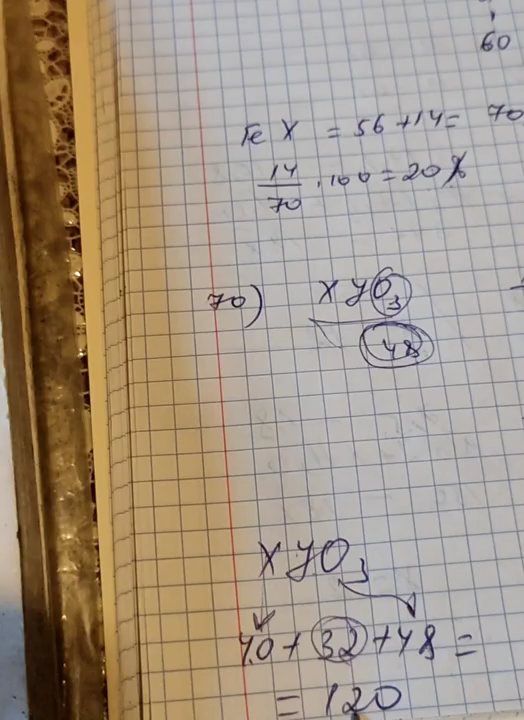 60
Fe X = 56 + 14 = 70
14/70 · 100 = 20%
70) XYO₃
48
XYO₃
40 + 32 + 48 =
= 120